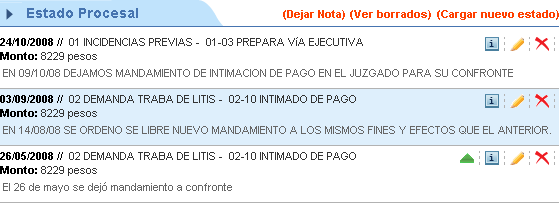 Estado Procesal (Dejar Nota) (Ver borrados) (Cargar nuevo estado)
24/10/2008 // 01 INCIDENCIAS PREVIAS - 01-03 PREPARA VíA EJECUTIVA
Monto: 8229 pesos
EN 09/10/08 DEJAMOS MANDAMIENTO DE INTIMACION DE PAGO EN EL JUZGADO PARA SU CONFRONTE
03/09/2008 // 02 DEMANDA TRABA DE LITIS - 02-10 INTIMADO DE PAGO
Monto: 8229 pesos
EN 14/08/08 SE ORDENO SE LIBRE NUEVO MANDAMIENTO A LOS MISMOS FINES Y EFECTOS QUE EL ANTERIOR.
26/05/2008 // 02 DEMANDA TRABA DE LITIS - 02-10 INTIMADO DE PAGO
Monto: 8229 pesos
El 26 de mayo se dejó mandamiento a confronte